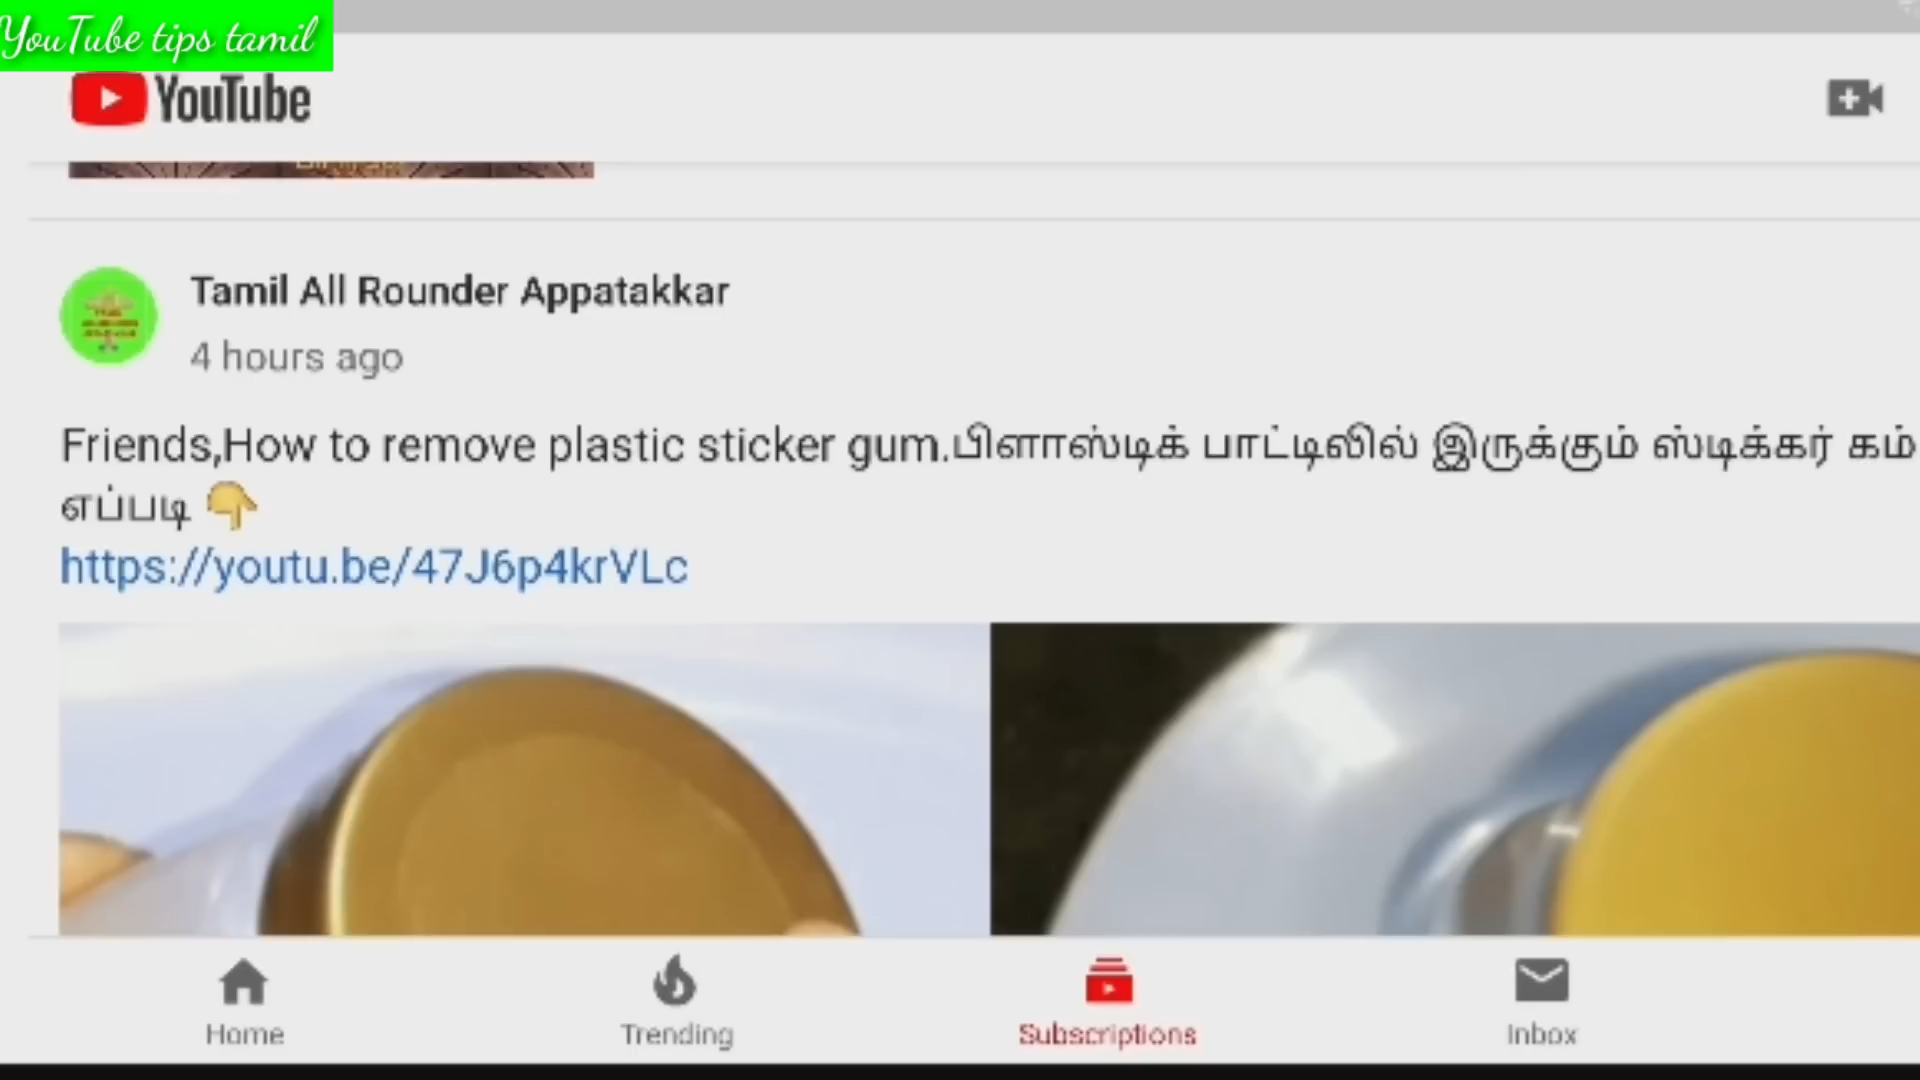 YouTube tips tamil
YouTube
Tamil All Rounder Appatakkar
4 hours ago
Friends,How to remove plastic sticker gum.பிளாஸ்டிக் பாட்டிலில் இருக்கும் ஸ்டிக்கர் கம்
எப்படி 👇
https://youtu.be/47J6p4krVLc
Home
Trending
Subscriptions
Inbox